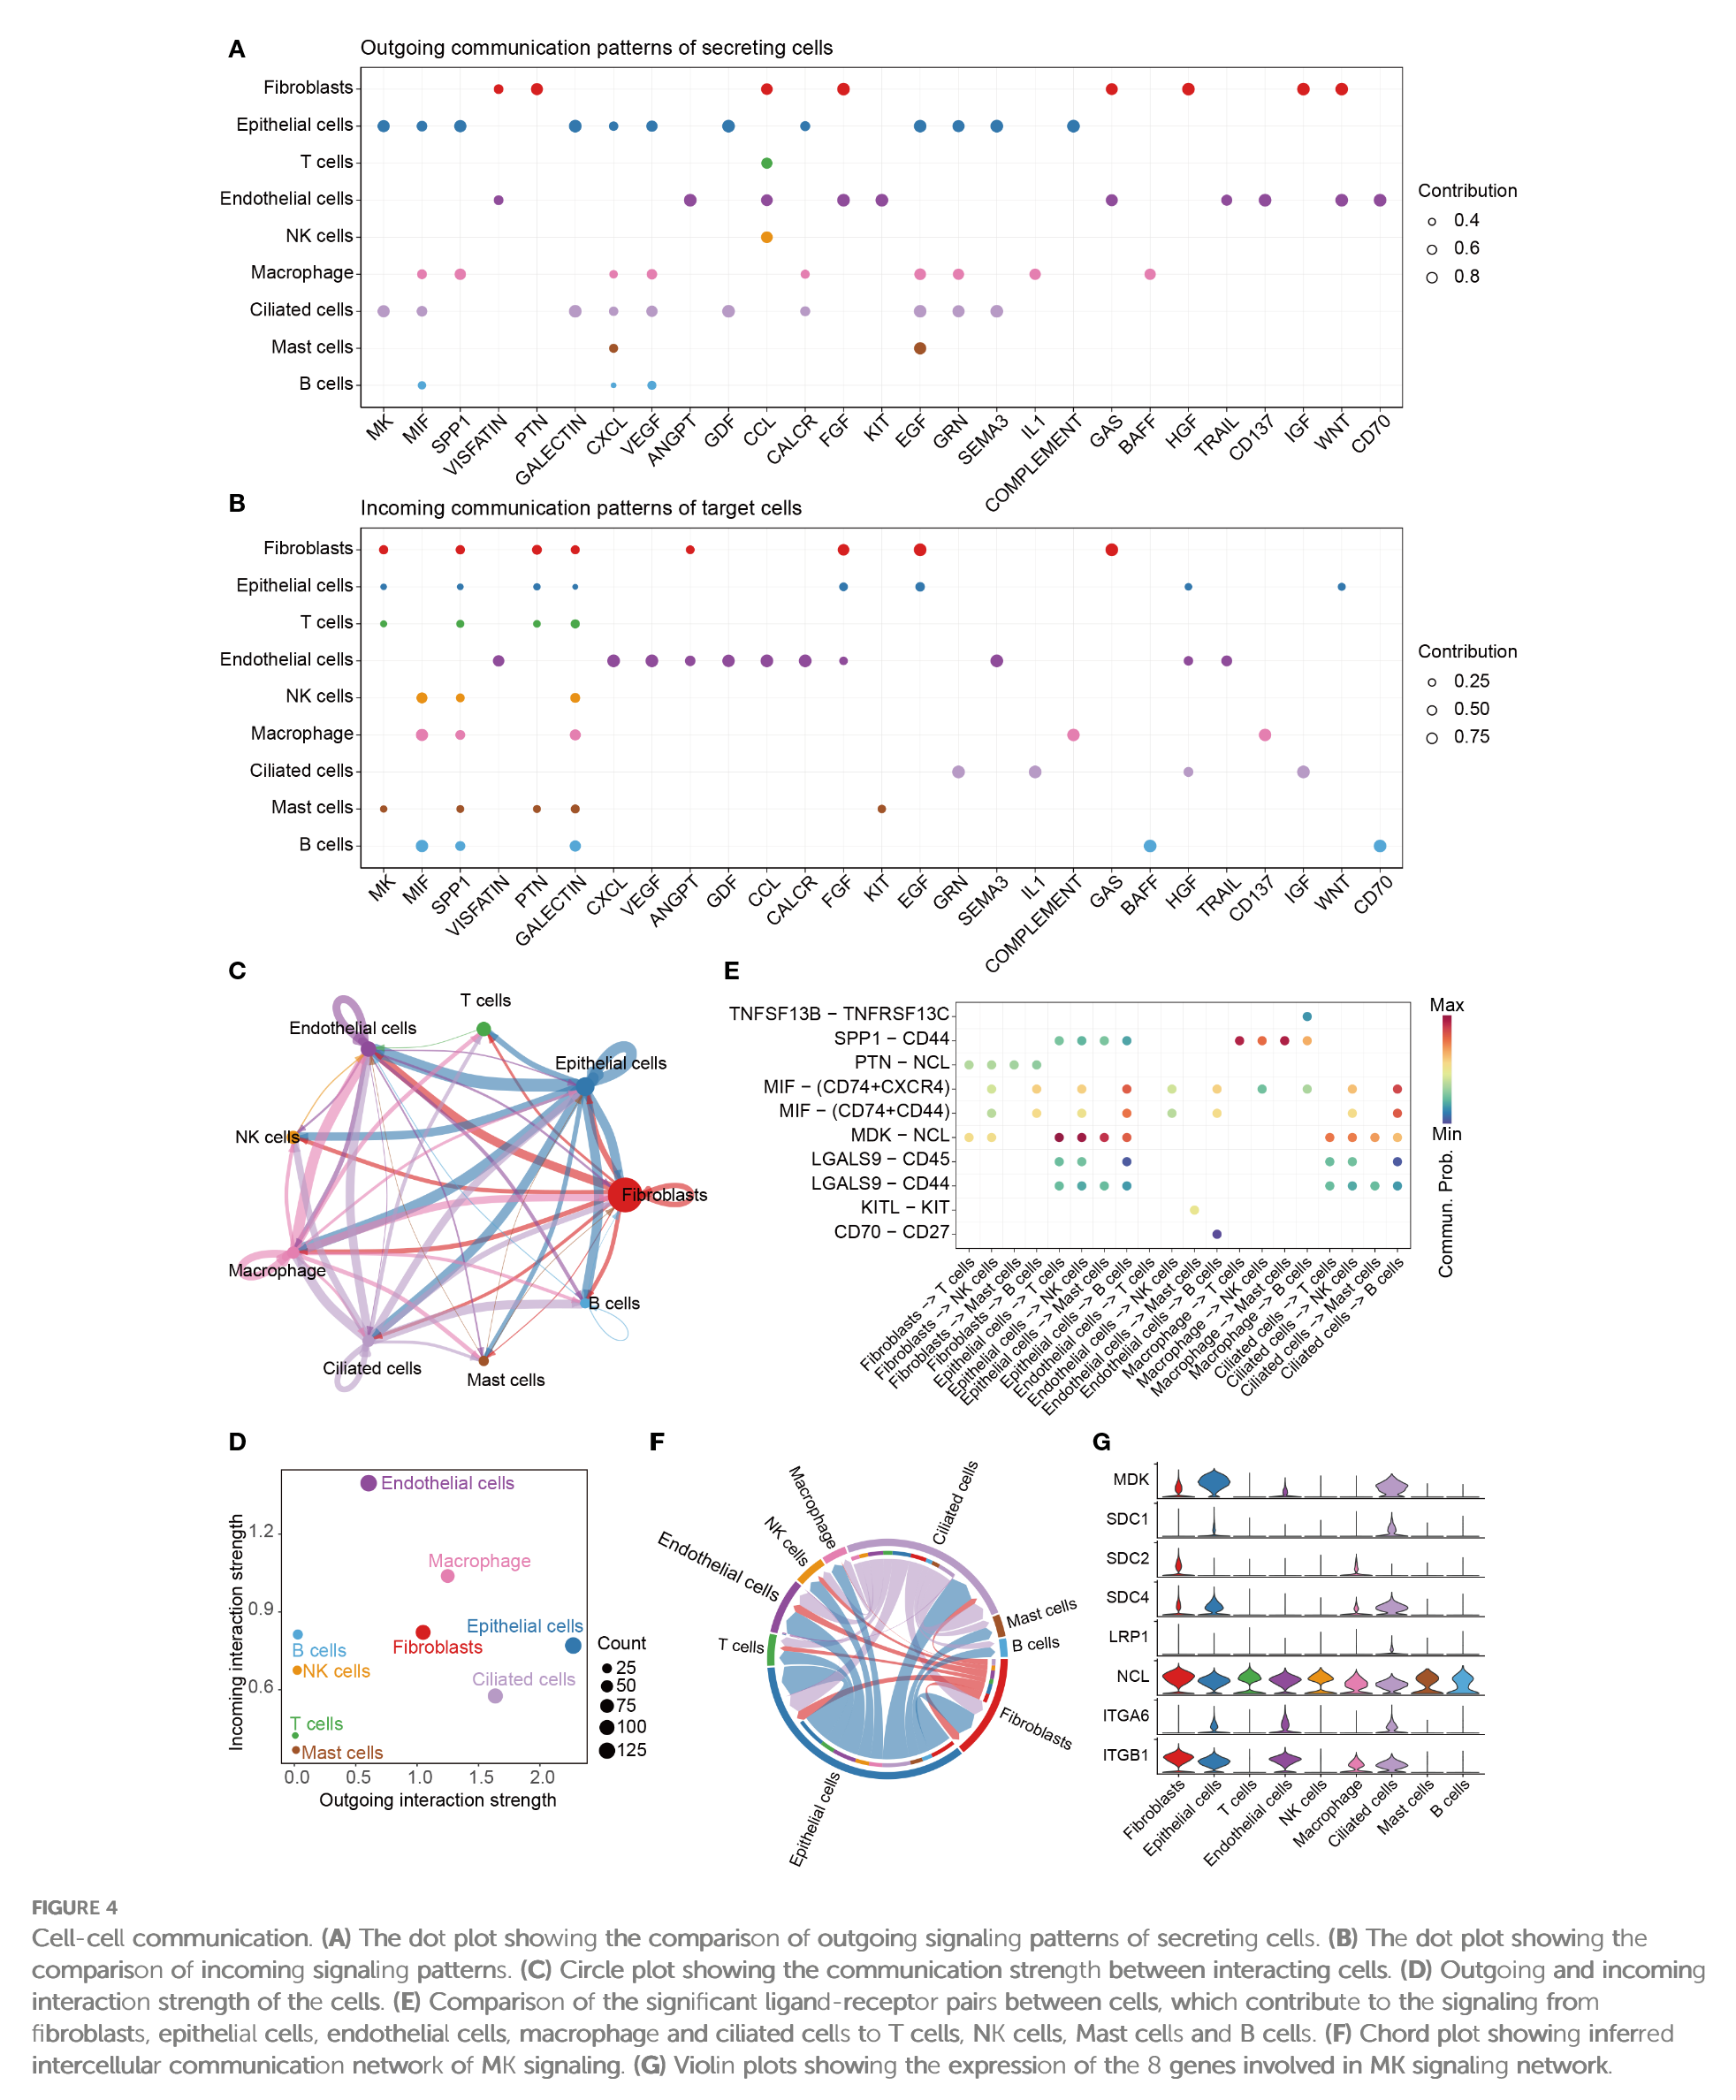 A
Outgoing communication patterns of secreting cells
Fibroblasts
Epithelial cells
T cells
Endothelial cells
NK cells
Macrophage
Ciliated cells
Mast cells
B cells
Contribution
0.4
0.6
0.8
MK MIF SPP1 VISFATIN PTN GALECTIN CXCL VEGF ANGPT GDF CCL CALCR FGF KIT EGF GRN SEMA3 IL1 COMPLEMENT GAS BAFF HGF TRAIL CD137 IGF WNT CD70
B
Incoming communication patterns of target cells
Fibroblasts
Epithelial cells
T cells
Endothelial cells
NK cells
Macrophage
Ciliated cells
Mast cells
B cells
Contribution
0.25
0.50
0.75
MK MIF SPP1 VISFATIN PTN GALECTIN CXCL VEGF ANGPT GDF CCL CALCR FGF KIT EGF GRN SEMA3 IL1 COMPLEMENT GAS BAFF HGF TRAIL CD137 IGF WNT CD70
C
T cells
Endothelial cells
Epithelial cells
NK cells
Fibroblasts
Macrophage
B cells
Ciliated cells
Mast cells
E
TNFSF13B − TNFRSF13C
SPP1 − CD44
PTN − NCL
MIF − (CD74+CXCR4)
MIF − (CD74+CD44)
MDK − NCL
LGALS9 − CD45
LGALS9 − CD44
KITL − KIT
CD70 − CD27
Max
Min
Commun. Prob.
Fibroblasts −> T cells
Fibroblasts −> NK cells
Fibroblasts −> Mast cells
Fibroblasts −> B cells
Epithelial cells −> T cells
Epithelial cells −> NK cells
Epithelial cells −> Mast cells
Epithelial cells −> B cells
Endothelial cells −> T cells
Endothelial cells −> NK cells
Endothelial cells −> Mast cells
Endothelial cells −> B cells
Macrophage −> T cells
Macrophage −> NK cells
Macrophage −> Mast cells
Macrophage −> B cells
Ciliated cells −> T cells
Ciliated cells −> NK cells
Ciliated cells −> Mast cells
Ciliated cells −> B cells
D
Incoming interaction strength
1.2
0.9
0.6
Endothelial cells
Macrophage
Epithelial cells
Fibroblasts
B cells
NK cells
Ciliated cells
T cells
Mast cells
0.0 0.5 1.0 1.5 2.0
Outgoing interaction strength
Count
25
50
75
100
125
F
Macrophage
Ciliated cells
NK cells
Endothelial cells
Mast cells
B cells
T cells
Fibroblasts
Epithelial cells
G
MDK
SDC1
SDC2
SDC4
LRP1
NCL
ITGA6
ITGB1
Fibroblasts
Epithelial cells
T cells
Endothelial cells
NK cells
Macrophage
Ciliated cells
Mast cells
B cells
FIGURE 4
Cell-cell communication. (A) The dot plot showing the comparison of outgoing signaling patterns of secreting cells. (B) The dot plot showing the
comparison of incoming signaling patterns. (C) Circle plot showing the communication strength between interacting cells. (D) Outgoing and incoming
interaction strength of the cells. (E) Comparison of the significant ligand-receptor pairs between cells, which contribute to the signaling from
fibroblasts, epithelial cells, endothelial cells, macrophage and ciliated cells to T cells, NK cells, Mast cells and B cells. (F) Chord plot showing inferred
intercellular communication network of MK signaling. (G) Violin plots showing the expression of the 8 genes involved in MK signaling network.